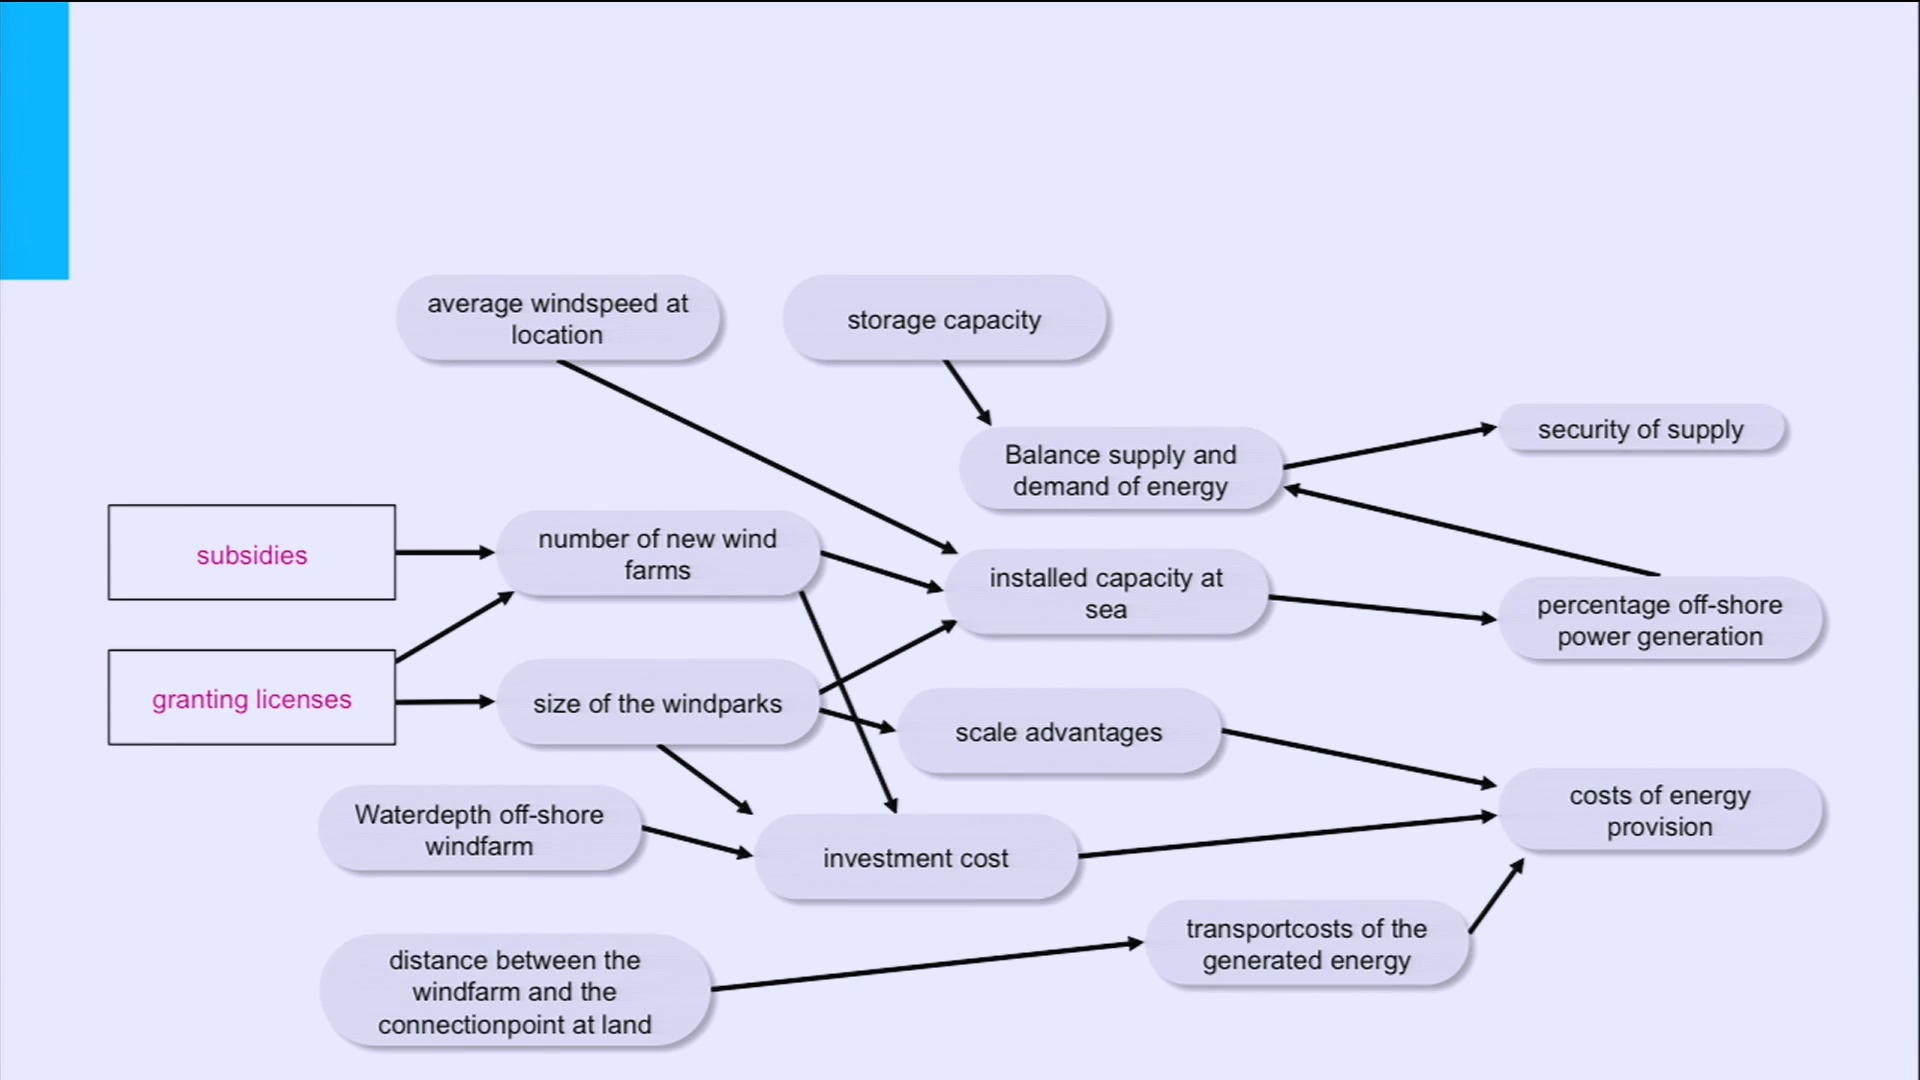 average windspeed at
location
storage capacity
Balance supply and
demand of energy
security of supply
subsidies
number of new wind
farms
installed capacity at
sea
percentage off-shore
power generation
granting licenses
size of the windparks
scale advantages
Waterdepth off-shore
windfarm
investment cost
costs of energy
provision
distance between the
windfarm and the
connectionpoint at land
transportcosts of the
generated energy